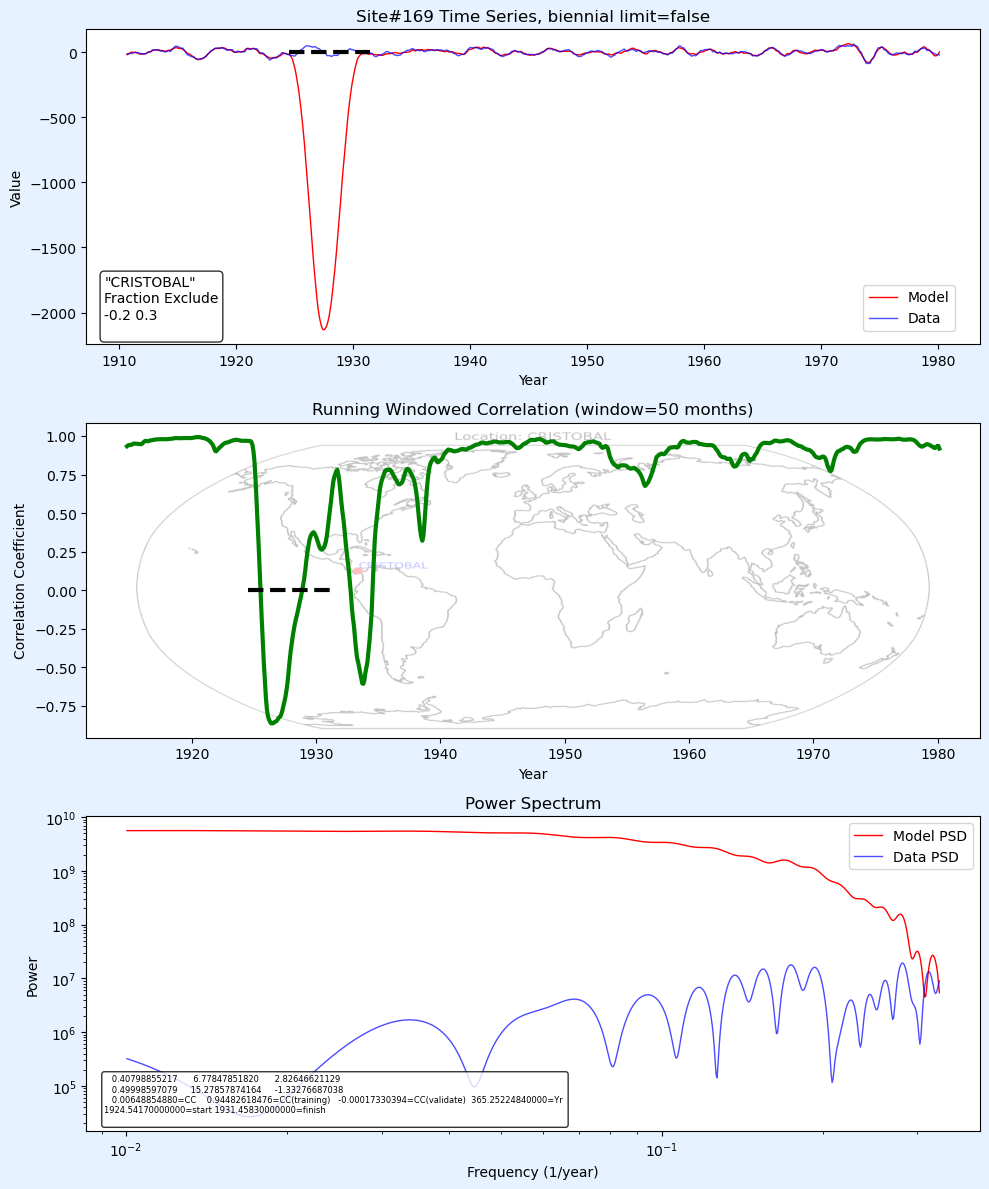 Site#169 Time Series, biennial limit=false
0
−500
−1000
−1500
−2000
Value
"CRISTOBAL"
Fraction Exclude
-0.2 0.3
Model
Data
1910 1920 1930 1940 1950 1960 1970 1980
Year
Running Windowed Correlation (window=50 months)
Location: CRISTOBAL
1.00
0.75
0.50
0.25
0.00
−0.25
−0.50
−0.75
Correlation Coefficient
CRISTOBAL
1920 1930 1940 1950 1960 1970 1980
Year
Power Spectrum
10^10
10^9
10^8
10^7
10^6
10^5
Power
Model PSD
Data PSD
0.40798855217 6.77847851820 2.82646621129
0.49998597079 15.27857874164 -1.33276687038
0.00648854880=CC 0.94482618476=CC(training) -0.00017330394=CC(validate) 365.25224840000=Yr
1924.54170000000=start 1931.45830000000=finish
10^−2 10^−1
Frequency (1/year)